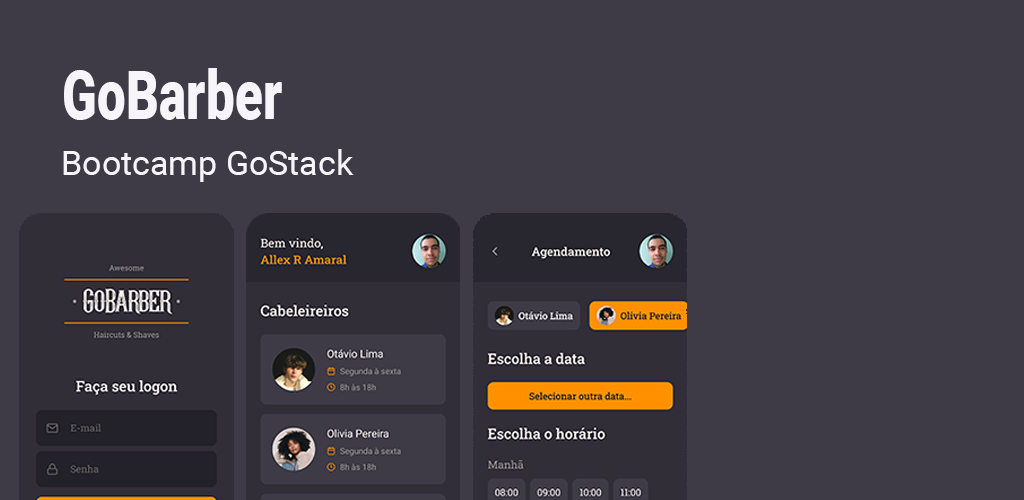 GoBarber
Bootcamp GoStack
Awesome
GOBARBER
Haircuts & Shaves
Faça seu logon
E-mail
Senha
Bem vindo,
Allex R Amaral
Cabeleireiros
Otávio Lima
Segunda à sexta
8h às 18h
Olivia Pereira
Segunda à sexta
8h às 18h
Agendamento
Otávio Lima
Olívia Pereira
Escolha a data
Selecionar outra data...
Escolha o horário
Manhã
08:00 09:00 10:00 11:00